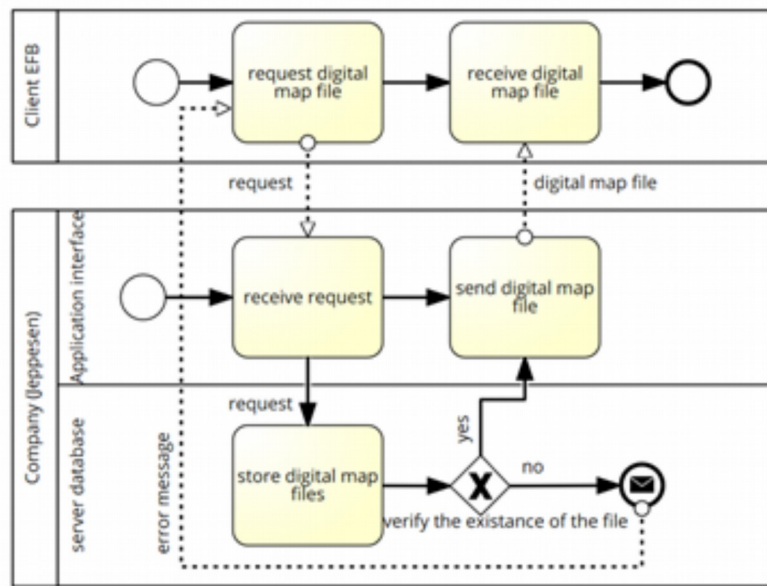 Client EFB
request digital
map file
receive digital
map file
request
digital map file
Company (Jeppesen)
Application interface
receive request
send digital map
file
server database
error message
request
store digital map
files
yes
no
X
verify the existance of the file